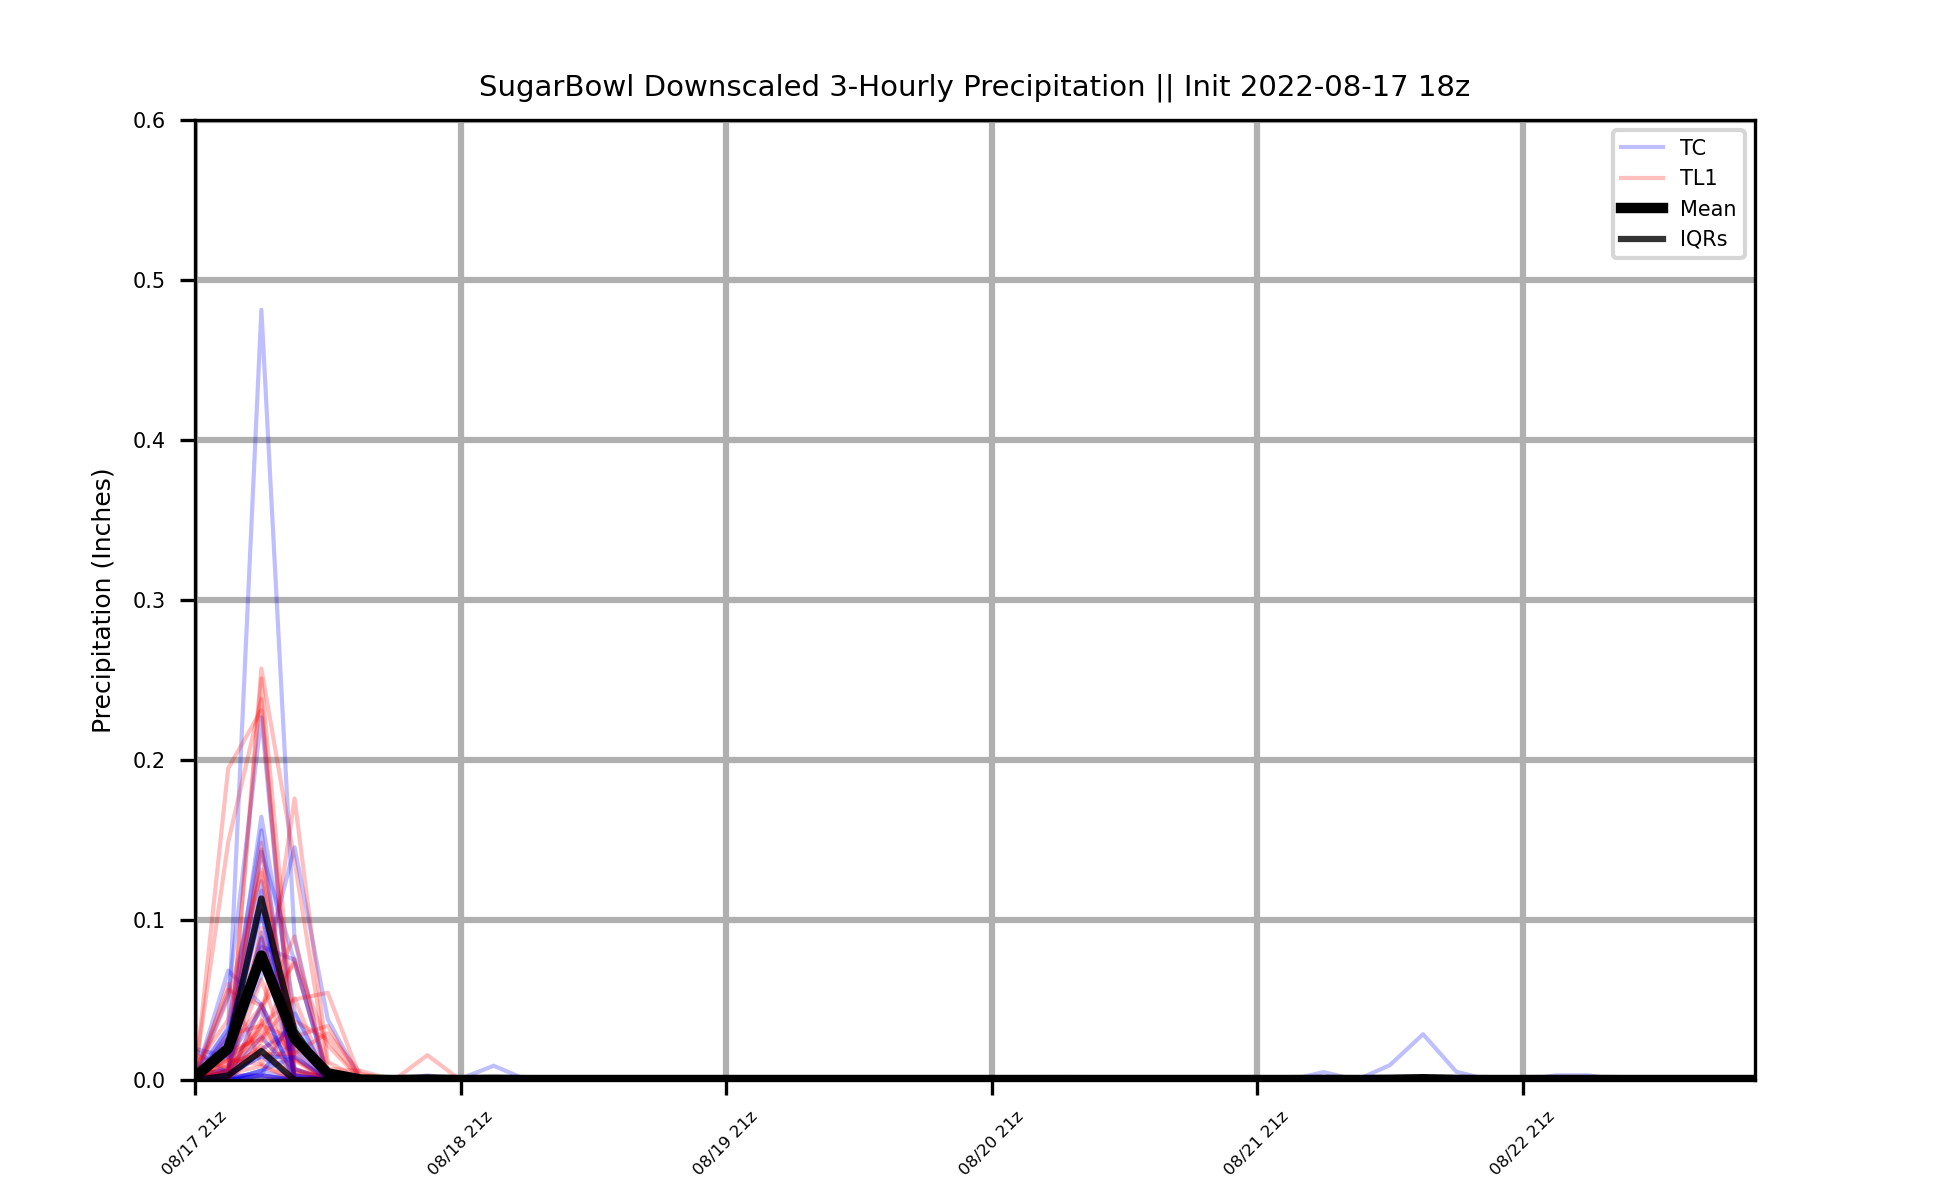 SugarBowl Downscaled 3-Hourly Precipitation || Init 2022-08-17 18z
0.6
0.5
0.4
0.3
0.2
0.1
0.0
Precipitation (Inches)
TC
TL1
Mean
IQRs
08/17 21z
08/18 21z
08/19 21z
08/20 21z
08/21 21z
08/22 21z